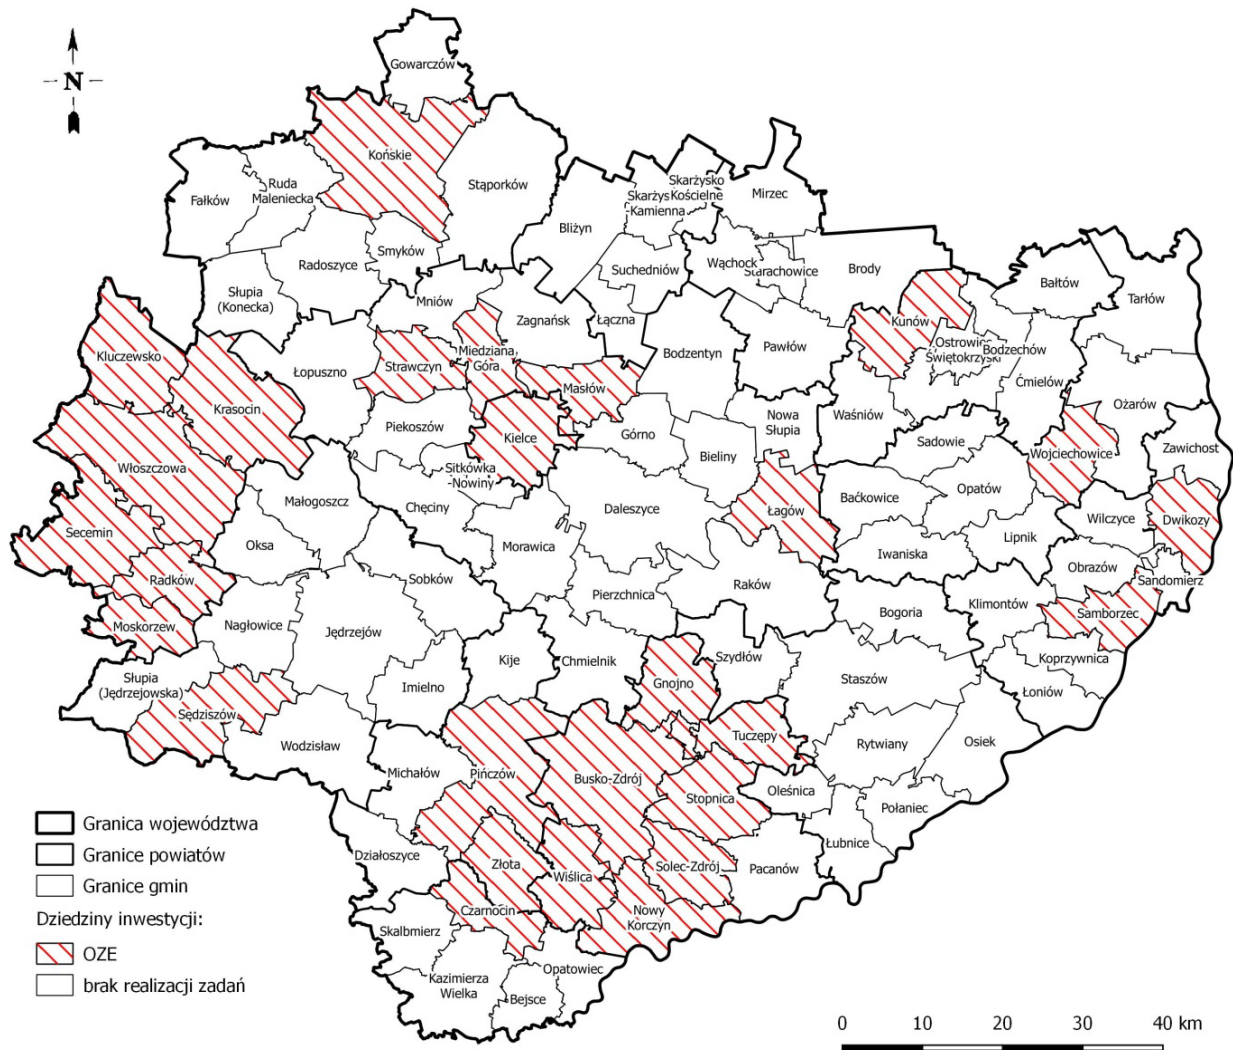 N
Gowarczów
Końskie
Stąporków
Fałków
Ruda
Maleniecka
Radoszyce
Smyków
Słupia
(Konecka)
Bliżyn
Skarżys
-Kamienna
Skarżysko
Kościelne
Mirzec
Suchedniów
Wąchock
Starachowice
Brody
Bałtów
Tarłów
Mniów
Zagnańsk
Łączna
Bodzentyn
Pawłów
Kunów
Ostrowiec
Świętokrzyski
Bodzechów
Ćmielów
Ożarów
Kluczewsko
Krasocin
Łopuszno
Strawczyn
Miedziana
Góra
Masłów
Piekoszów
Kielce
Górno
Nowa
Słupia
Waśniów
Sadowie
Wojciechowice
Zawichost
Włoszczowa
Małogoszcz
Sitkówka
-Nowiny
Bieliny
Chęciny
Daleszyce
Łagów
Baćkowice
Opatów
Wilczyce
Dwikozy
Secemin
Oksa
Radków
Morawica
Iwaniska
Lipnik
Obrazów
Sandomierz
Sobków
Pierzchnica
Raków
Bogoria
Klimontów
Samborzec
Moskorzew
Nagłowice
Jędrzejów
Kije
Chmielnik
Szydłów
Koprzywnica
Słupia
(Jędrzejowska)
Imielno
Gnojno
Staszów
Łoniów
Sędziszów
Wodzisław
Tuczępy
Rytwiany
Osiek
Michałów
Pińczów
Busko-Zdrój
Stopnica
Oleśnica
Połaniec
Działoszyce
Złota
Wiślica
Solec-Zdrój
Pacanów
Łubnice
Czarnocin
Nowy
Korczyn
Skalbmierz
Kazimierza
Wielka
Opatowiec
Bejsce
Granica województwa
Granice powiatów
Granice gmin
Dziedziny inwestycji:
OZE
brak realizacji zadań
0 10 20 30 40 km